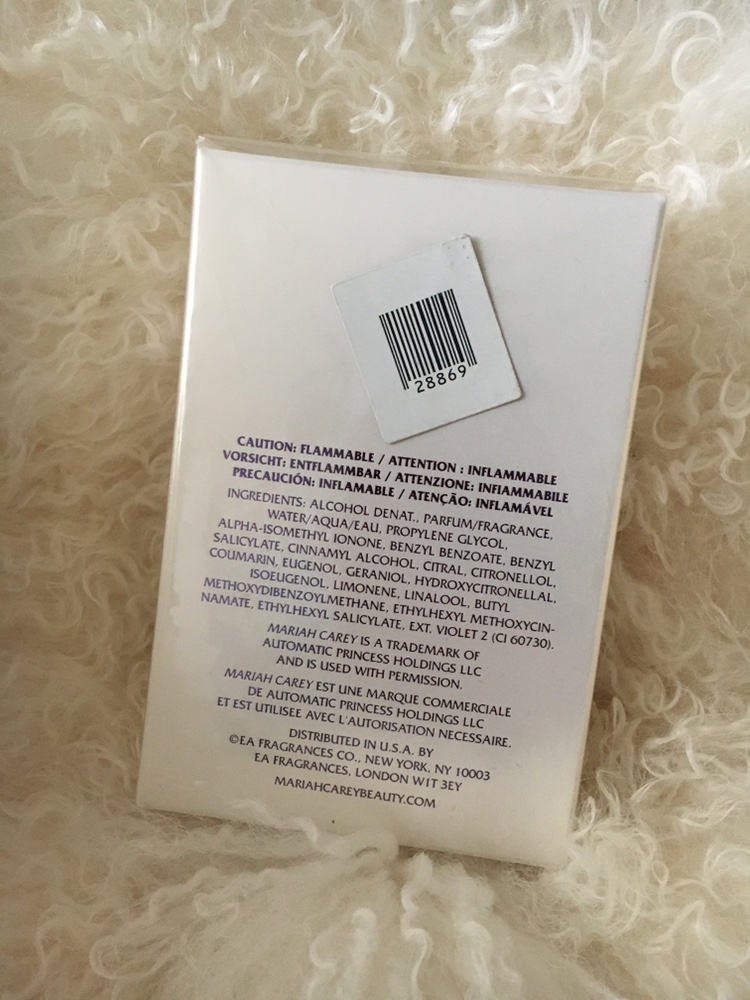 28869
CAUTION: FLAMMABLE / ATTENTION : INFLAMMABLE
VORSICHT: ENTFLAMMBAR / ATTENZIONE: INFIAMMABILE
PRECAUCIÓN: INFLAMABLE / ATENÇÃO: INFLAMÁVEL
INGREDIENTS: ALCOHOL DENAT., PARFUM/FRAGRANCE,
WATER/AQUA/EAU, PROPYLENE GLYCOL,
ALPHA-ISOMETHYL IONONE, BENZYL BENZOATE, BENZYL
SALICYLATE, CINNAMYL ALCOHOL, CITRAL, CITRONELLOL,
COUMARIN, EUGENOL, GERANIOL, HYDROXYCITRONELLAL,
ISOEUGENOL, LIMONENE, LINALOOL, BUTYL
METHOXYDIBENZOYLMETHANE, ETHYLHEXYL METHOXYCIN-
NAMATE, ETHYLHEXYL SALICYLATE, EXT. VIOLET 2 (CI 60730).
MARIAH CAREY IS A TRADEMARK OF
AUTOMATIC PRINCESS HOLDINGS LLC
AND IS USED WITH PERMISSION.
MARIAH CAREY EST UNE MARQUE COMMERCIALE
DE AUTOMATIC PRINCESS HOLDINGS LLC
ET EST UTILISEE AVEC L'AUTORISATION NECESSAIRE.
DISTRIBUTED IN U.S.A. BY
©EA FRAGRANCES CO., NEW YORK, NY 10003
EA FRAGRANCES, LONDON W1T 3EY
MARIAHCAREYBEAUTY.COM